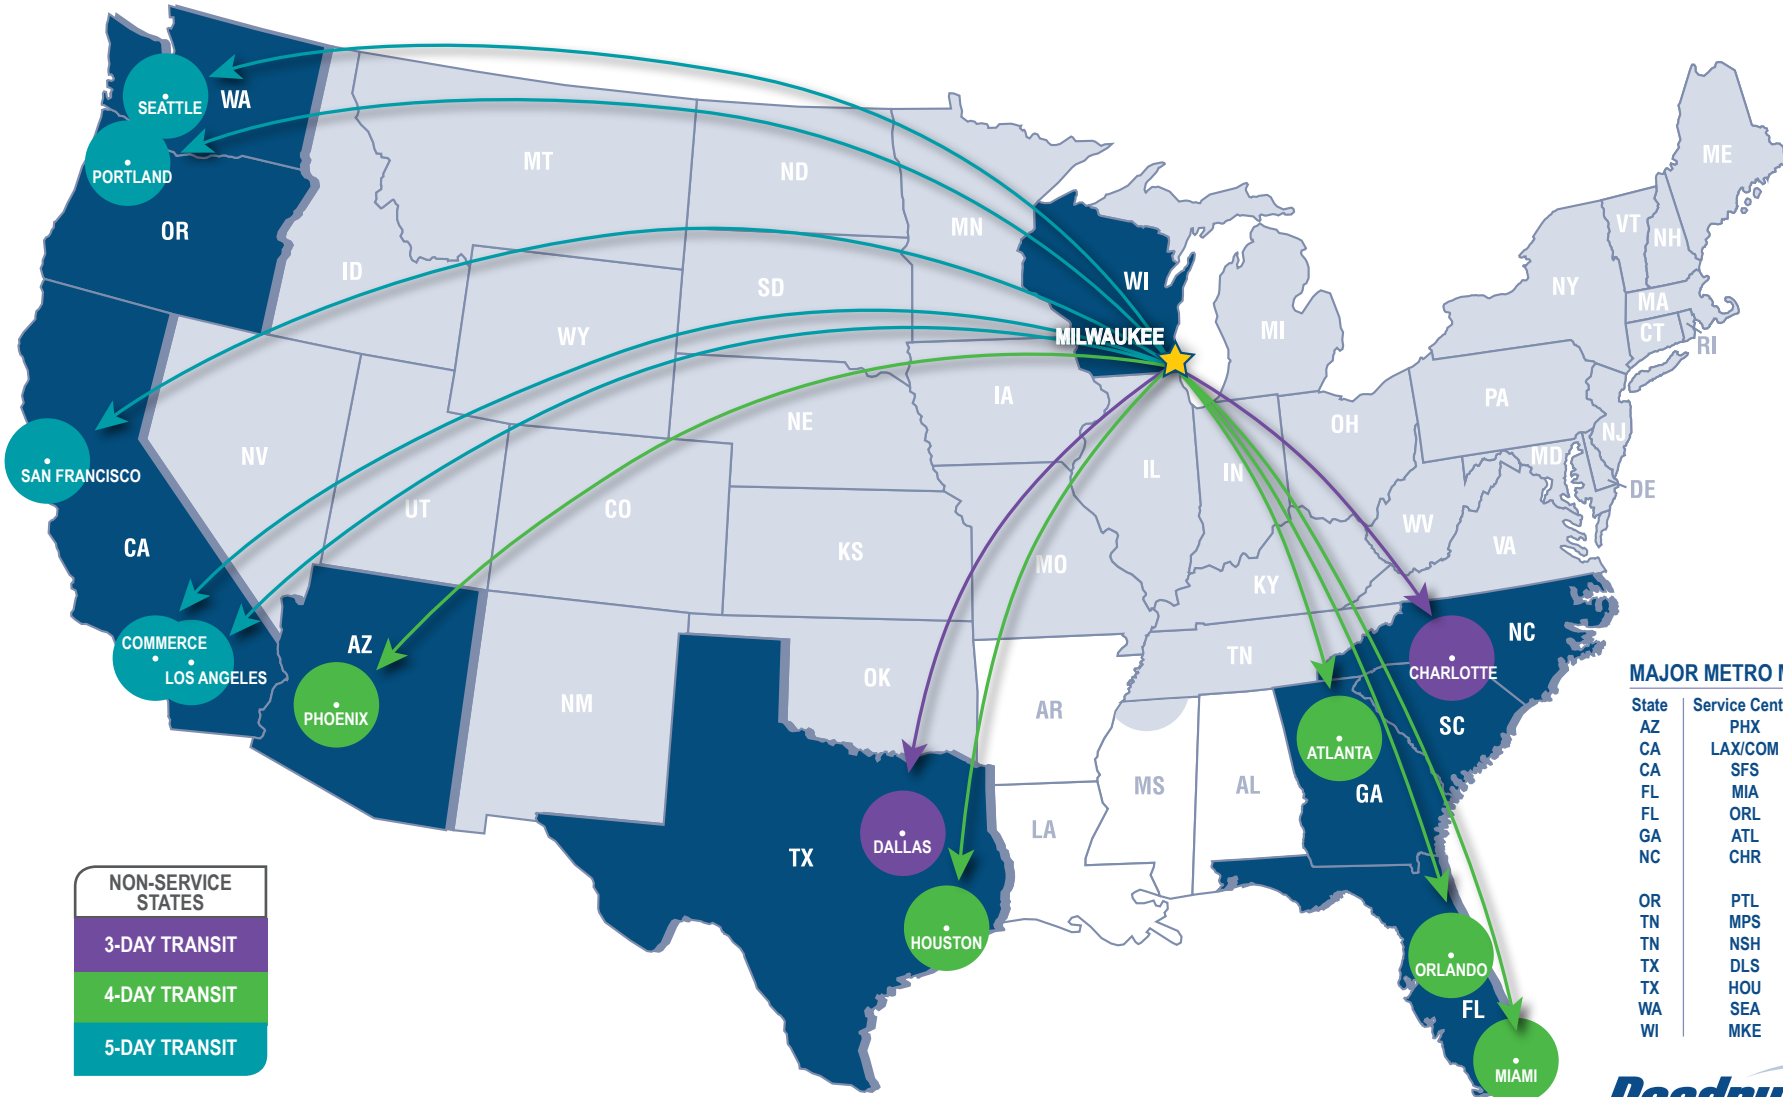 SEATTLE
WA
PORTLAND
OR
MT
ND
MN
ID
SD
WY
WI
MILWAUKEE
MI
ME
VT
NH
NY
MA
CT
RI
PA
NJ
MD
DE
OH
WV
VA
IA
NE
IL
IN
NV
UT
CO
KS
MO
KY
SAN FRANCISCO
CA
COMMERCE
LOS ANGELES
AZ
PHOENIX
NM
OK
AR
TN
NC
CHARLOTTE
SC
ATLANTA
GA
MS
AL
LA
TX
DALLAS
HOUSTON
ORLANDO
FL
MIAMI
NON-SERVICE
STATES
3-DAY TRANSIT
4-DAY TRANSIT
5-DAY TRANSIT
MAJOR METRO
State Service Cent
AZ PHX
CA LAX/COM
CA SFS
FL MIA
FL ORL
GA ATL
NC CHR
OR PTL
TN MPS
TN NSH
TX DLS
TX HOU
WA SEA
WI MKE